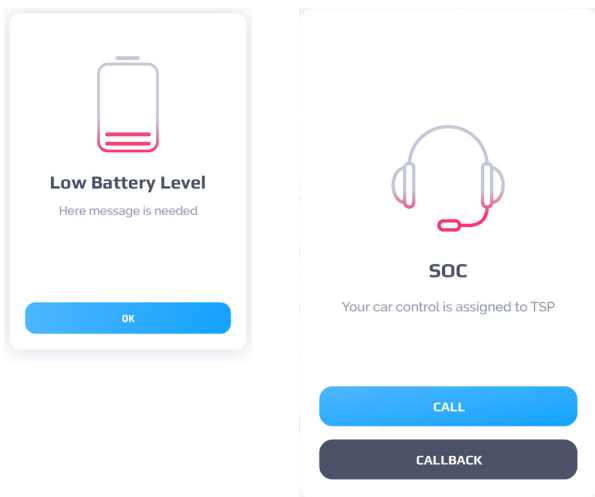 Low Battery Level
Here message is needed
OK
SOC
Your car control is assigned to TSP
CALL
CALLBACK